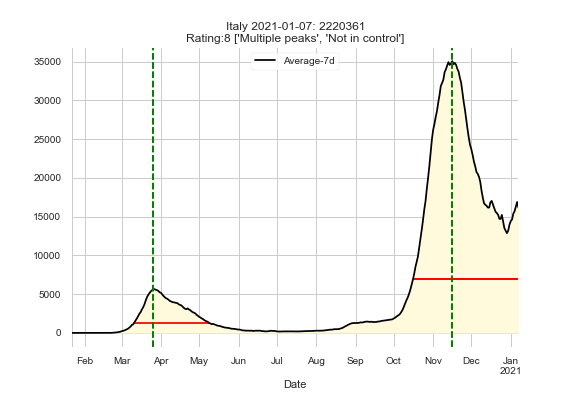 Italy 2021-01-07: 2220361
Rating:8 ['Multiple peaks', 'Not in control']
Average-7d
35000
30000
25000
20000
15000
10000
5000
0
Feb Mar Apr May Jun Jul Aug Sep Oct Nov Dec Jan
2021
Date